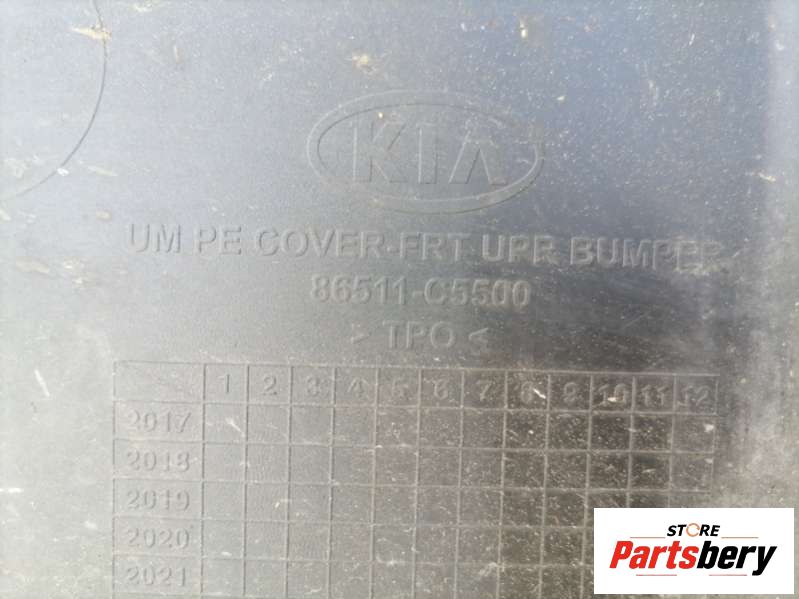 KIA
UM PE COVER-FRT UPR BUMPER
86511-C5500
> TPO <
1 2 3 4 5 6 7 8 9 10 11 12
2017
2018
2019
2020
2021
STORE
Partsbery